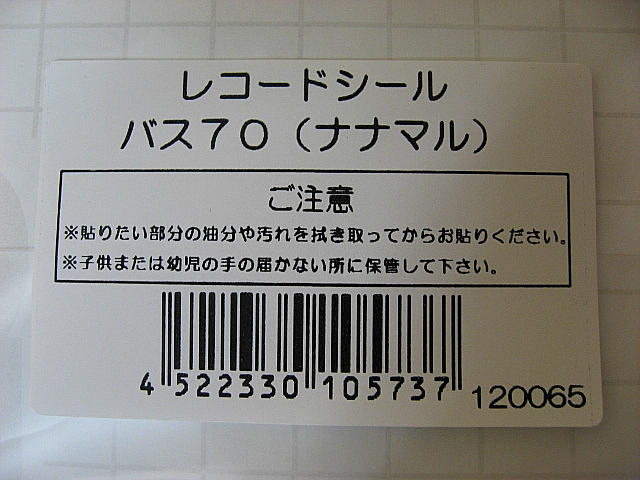 レコードシール
バス70（ナナマル）
ご注意
※貼りたい部分の油分や汚れを拭き取ってからお貼りください。
※子供または幼児の手の届かない所に保管して下さい。
4 522330 105737
120065